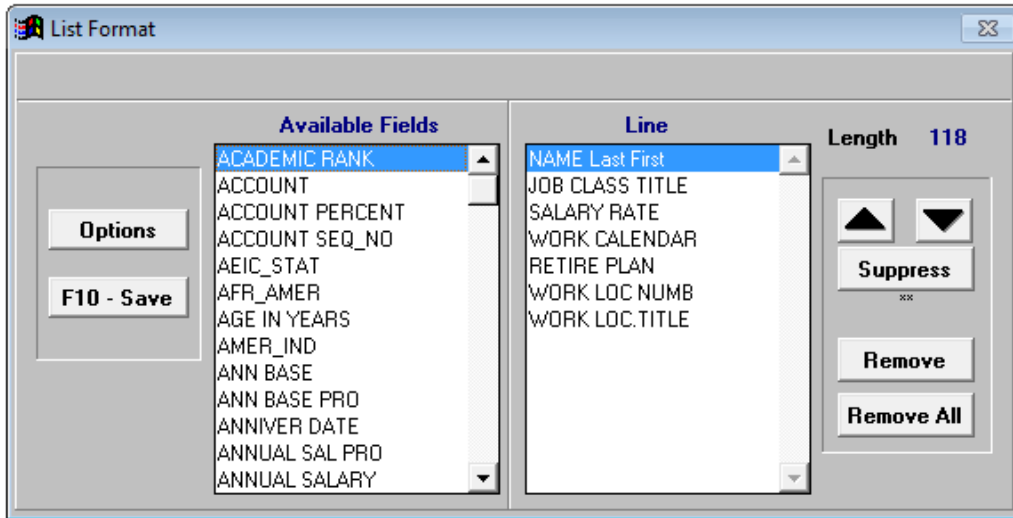 List Format
Available Fields
Line
Length 118
Options
F10 - Save
ACADEMIC RANK
ACCOUNT
ACCOUNT PERCENT
ACCOUNT SEQ_NO
AEIC_STAT
AFR_AMER
AGE IN YEARS
AMER_IND
ANN BASE
ANN BASE PRO
ANNIVER DATE
ANNUAL SAL PRO
ANNUAL SALARY
NAME Last First
JOB CLASS TITLE
SALARY RATE
WORK CALENDAR
RETIRE PLAN
WORK LOC NUMB
WORK LOC.TITLE
Suppress
××
Remove
Remove All